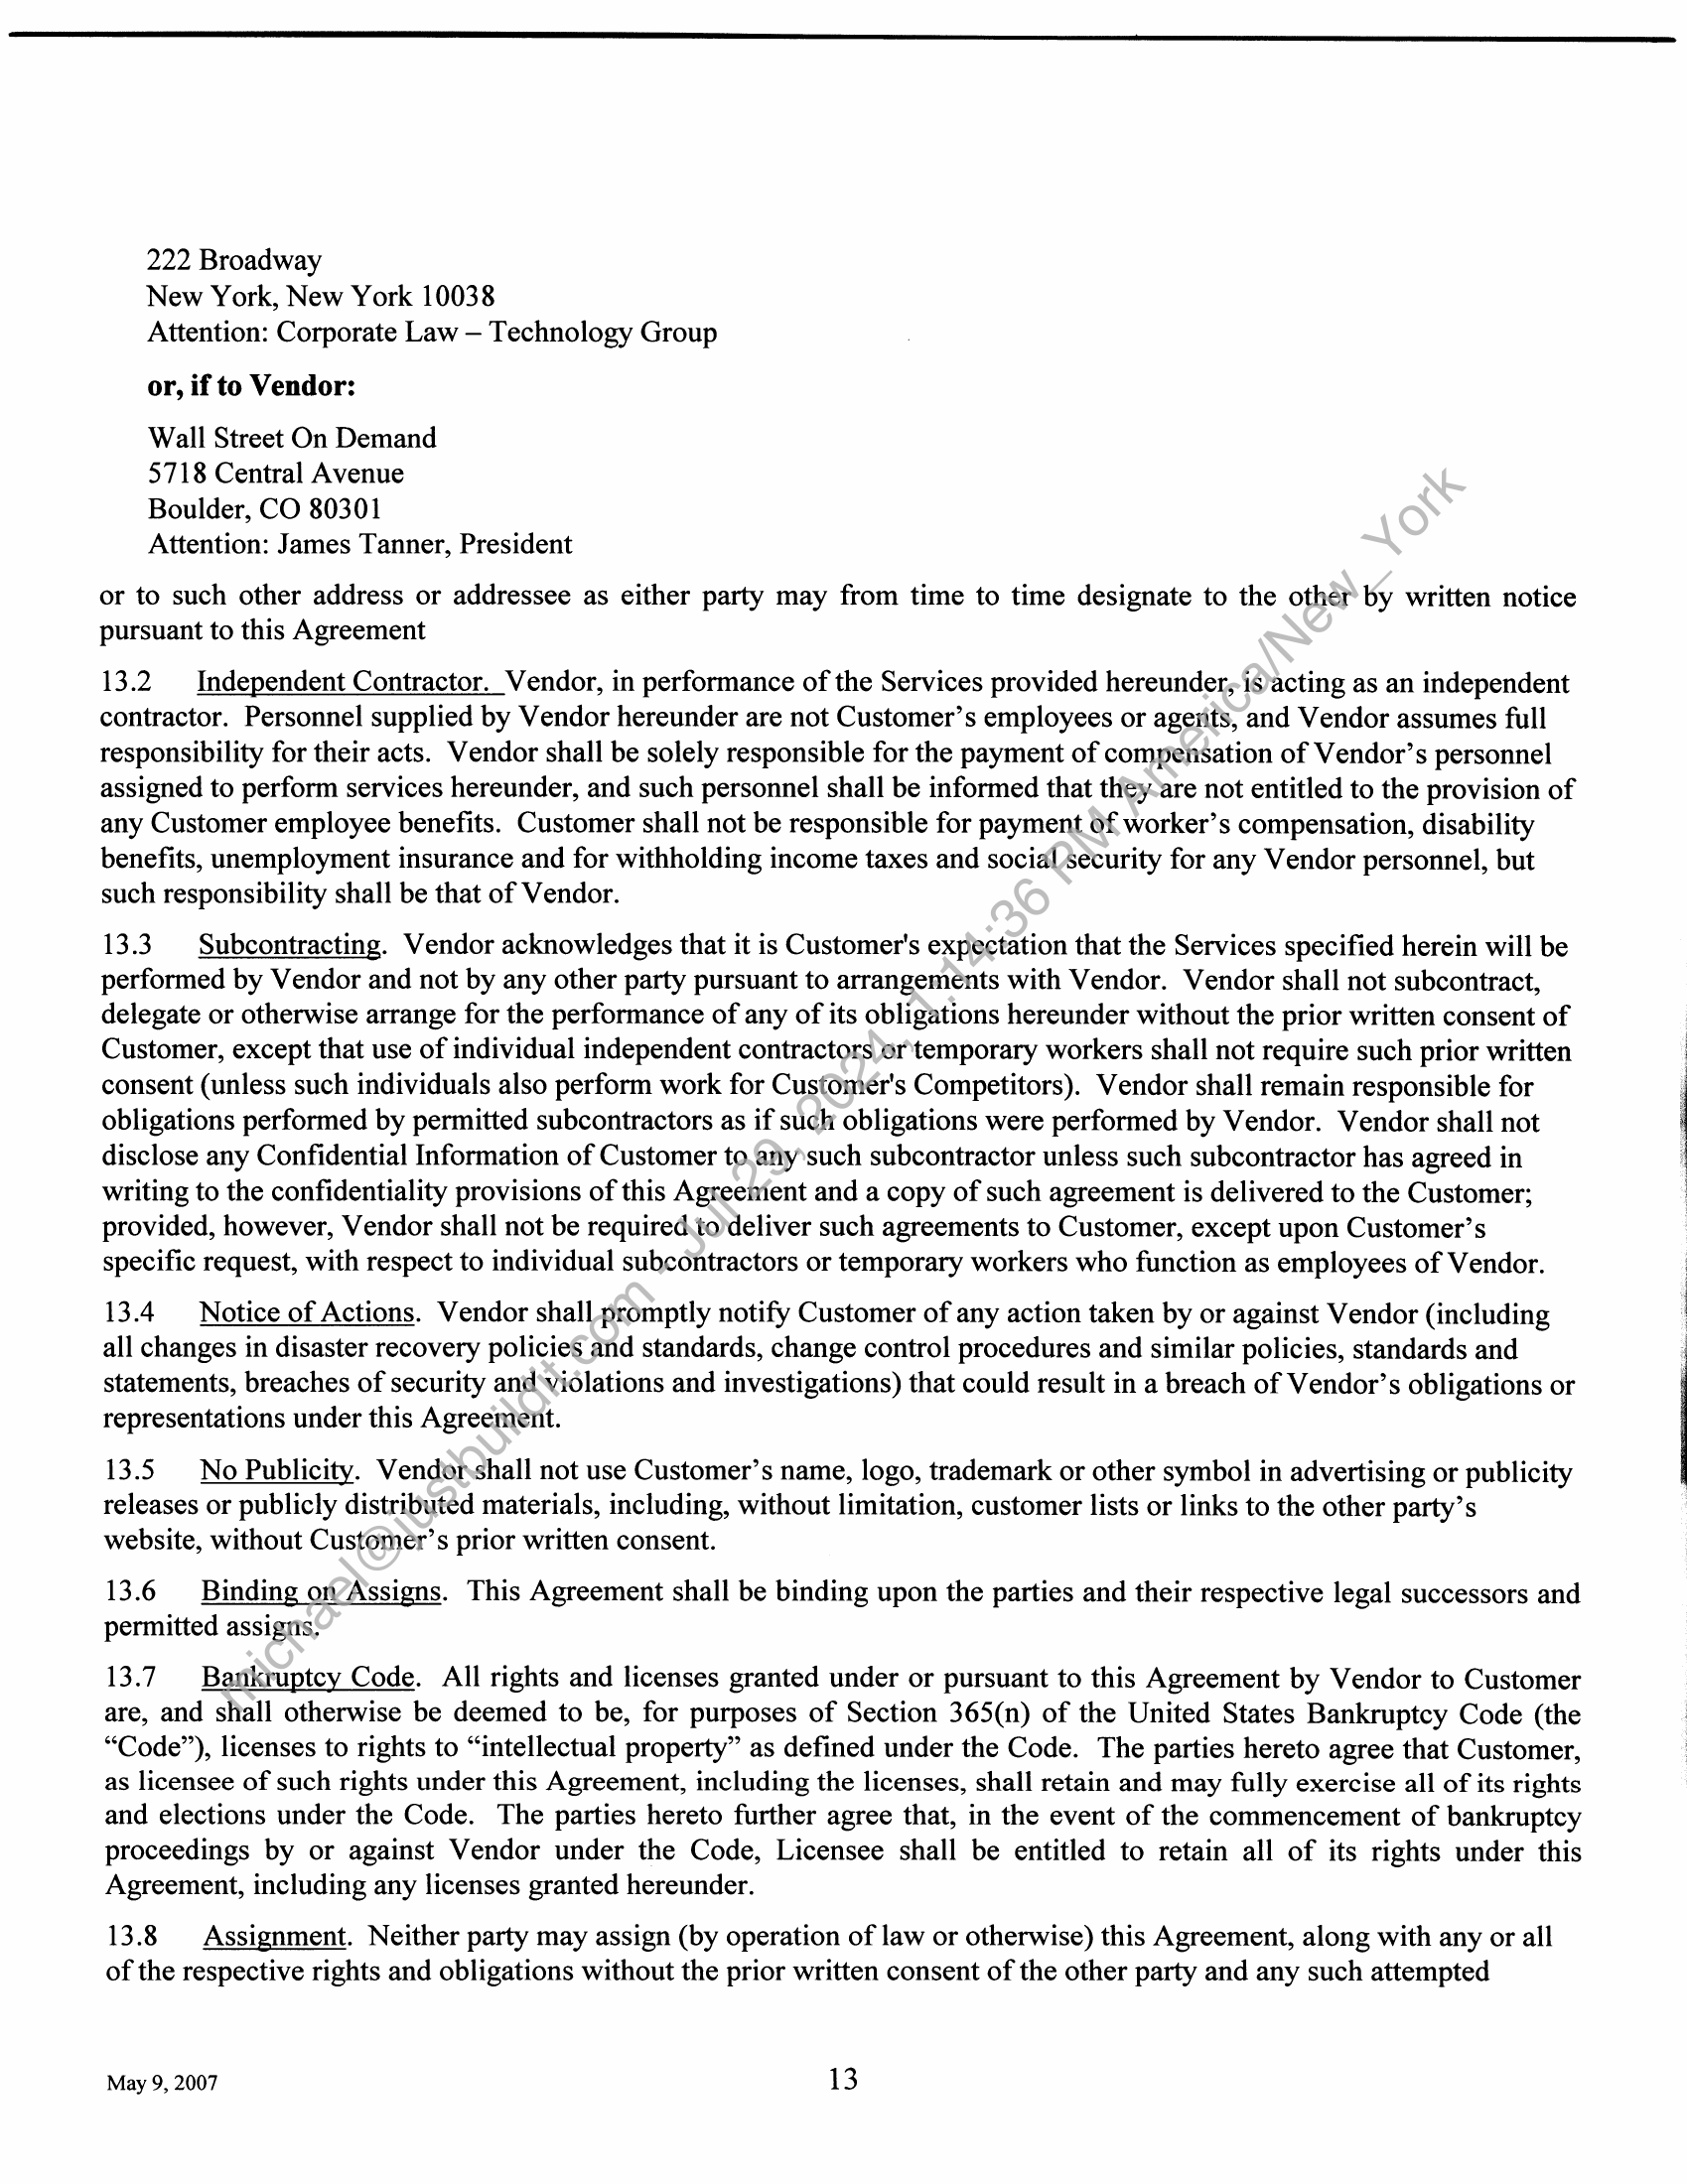 222 Broadway
New York, New York 10038
Attention: Corporate Law – Technology Group
or, if to Vendor:
Wall Street On Demand
5718 Central Avenue
Boulder, CO 80301
Attention: James Tanner, President
or to such other address or addressee as either party may from time to time designate to the other by written notice
pursuant to this Agreement
13.2 Independent Contractor. Vendor, in performance of the Services provided hereunder, is acting as an independent
contractor. Personnel supplied by Vendor hereunder are not Customer’s employees or agents, and Vendor assumes full
responsibility for their acts. Vendor shall be solely responsible for the payment of compensation of Vendor’s personnel
assigned to perform services hereunder, and such personnel shall be informed that they are not entitled to the provision of
any Customer employee benefits. Customer shall not be responsible for payment of worker’s compensation, disability
benefits, unemployment insurance and for withholding income taxes and social security for any Vendor personnel, but
such responsibility shall be that of Vendor.
13.3 Subcontracting. Vendor acknowledges that it is Customer's expectation that the Services specified herein will be
performed by Vendor and not by any other party pursuant to arrangements with Vendor. Vendor shall not subcontract,
delegate or otherwise arrange for the performance of any of its obligations hereunder without the prior written consent of
Customer, except that use of individual independent contractors or temporary workers shall not require such prior written
consent (unless such individuals also perform work for Customer's Competitors). Vendor shall remain responsible for
obligations performed by permitted subcontractors as if such obligations were performed by Vendor. Vendor shall not
disclose any Confidential Information of Customer to any such subcontractor unless such subcontractor has agreed in
writing to the confidentiality provisions of this Agreement and a copy of such agreement is delivered to the Customer;
provided, however, Vendor shall not be required to deliver such agreements to Customer, except upon Customer’s
specific request, with respect to individual subcontractors or temporary workers who function as employees of Vendor.
13.4 Notice of Actions. Vendor shall promptly notify Customer of any action taken by or against Vendor (including
all changes in disaster recovery policies and standards, change control procedures and similar policies, standards and
statements, breaches of security and violations and investigations) that could result in a breach of Vendor’s obligations or
representations under this Agreement.
13.5 No Publicity. Vendor shall not use Customer’s name, logo, trademark or other symbol in advertising or publicity
releases or publicly distributed materials, including, without limitation, customer lists or links to the other party’s
website, without Customer’s prior written consent.
13.6 Binding on Assigns. This Agreement shall be binding upon the parties and their respective legal successors and
permitted assigns.
13.7 Bankruptcy Code. All rights and licenses granted under or pursuant to this Agreement by Vendor to Customer
are, and shall otherwise be deemed to be, for purposes of Section 365(n) of the United States Bankruptcy Code (the
“Code”), licenses to rights to “intellectual property” as defined under the Code. The parties hereto agree that Customer,
as licensee of such rights under this Agreement, including the licenses, shall retain and may fully exercise all of its rights
and elections under the Code. The parties hereto further agree that, in the event of the commencement of bankruptcy
proceedings by or against Vendor under the Code, Licensee shall be entitled to retain all of its rights under this
Agreement, including any licenses granted hereunder.
13.8 Assignment. Neither party may assign (by operation of law or otherwise) this Agreement, along with any or all
of the respective rights and obligations without the prior written consent of the other party and any such attempted
May 9, 2007
13
michael@justbuildit.com - Jul 29, 2024, 1:14:36 PM America/New_York